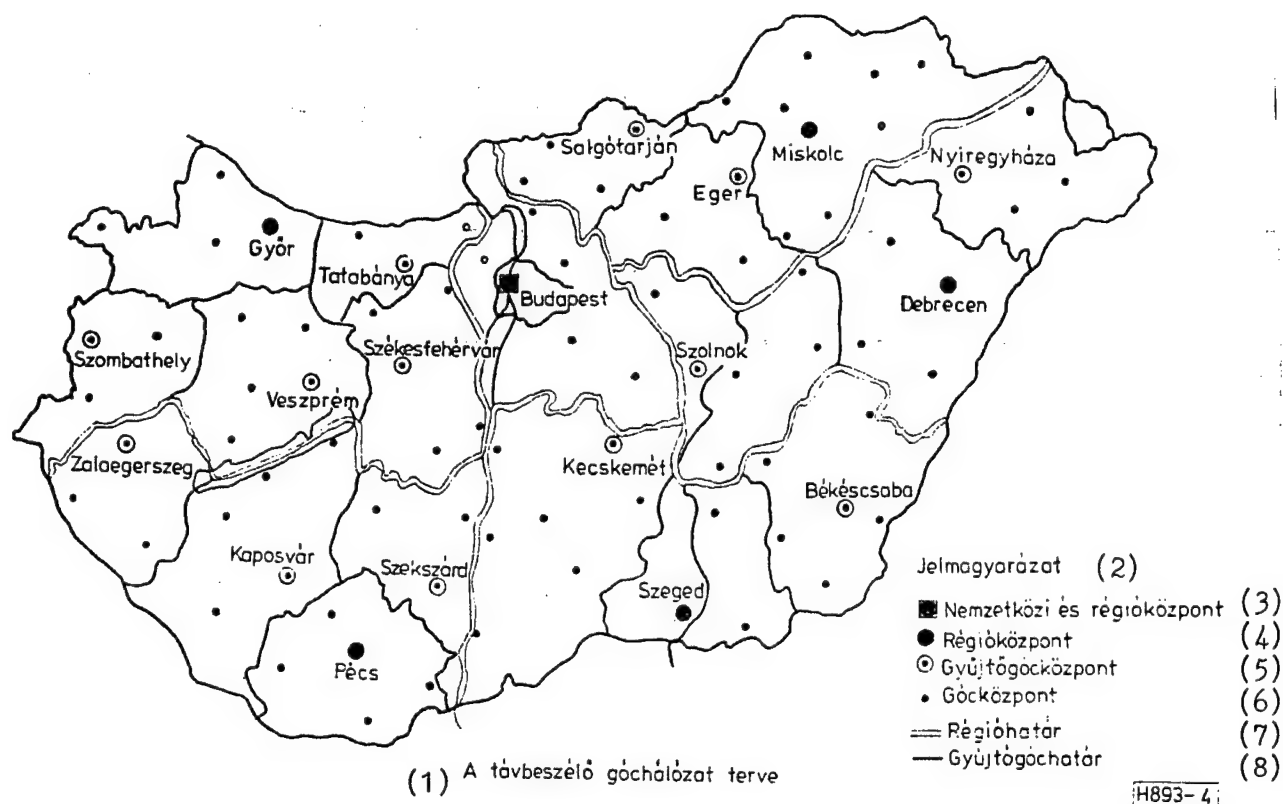 Salgótarján
Miskolc
Nyiregyháza
Eger
Győr
Tatabánya
Budapest
Debrecen
Szombathely
Székesfehérvár
Szolnok
Veszprém
Zalaegerszeg
Kecskemét
Békéscsaba
Kaposvár
Szekszárd
Szeged
Pécs
Jelmagyarázat (2)
Nemzetközi és régióközpont (3)
Régióközpont (4)
Gyűjtőgócközpont (5)
Gócközpont (6)
Régióhatár (7)
Gyűjtőgóchatár (8)
(1) A távbeszélő góchálózat terve
H893-4